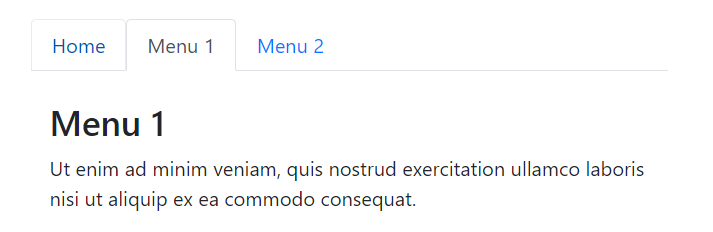 Home Menu 1 Menu 2
Menu 1
Ut enim ad minim veniam, quis nostrud exercitation ullamco laboris
nisi ut aliquip ex ea commodo consequat.